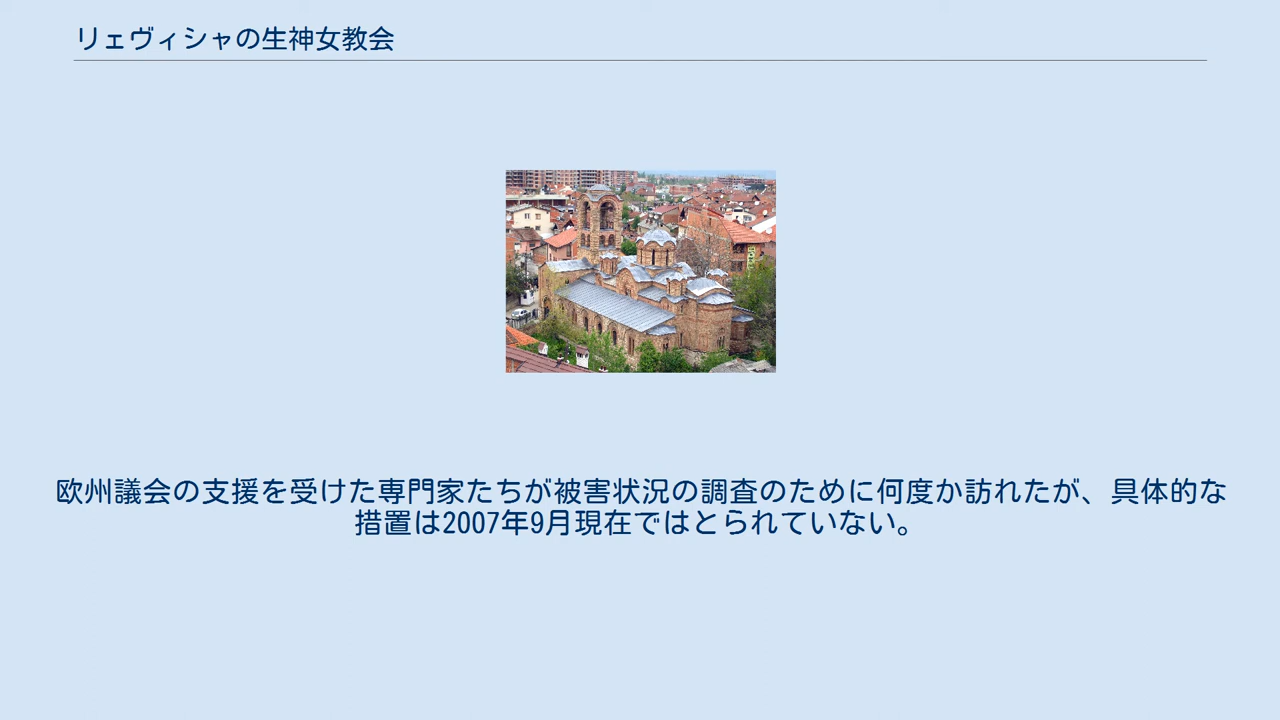 リェヴィシャの生神女教会
欧州議会の支援を受けた専門家たちが被害状況の調査のために何度か訪れたが、具体的な
措置は2007年9月現在ではとられていない。